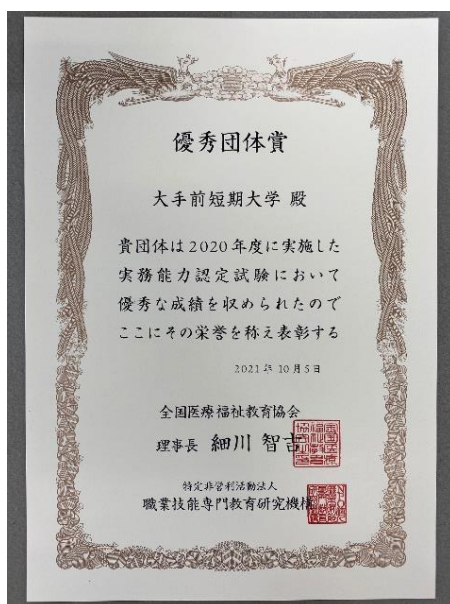 優秀団体賞
大手前短期大学 殿
貴団体は2020年度に実施した
実務能力認定試験において
優秀な成績を収められたので
ここにその栄誉を称え表彰する
2021年10月5日
全国医療福祉教育協会
理事長 細川 智吉
特定非営利活動法人
職業技能専門教育研究機構